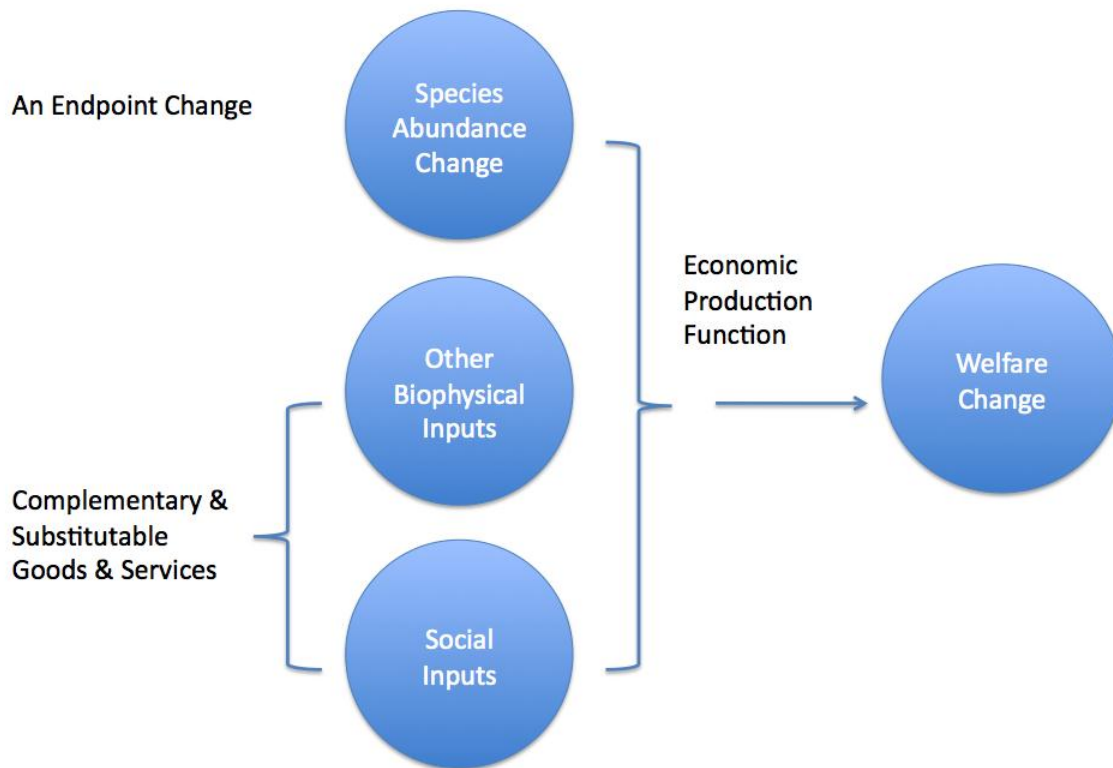 An Endpoint Change
Species
Abundance
Change
Economic
Production
Function
Other
Biophysical
Inputs
Welfare
Change
Complementary &
Substitutable
Goods & Services
Social
Inputs